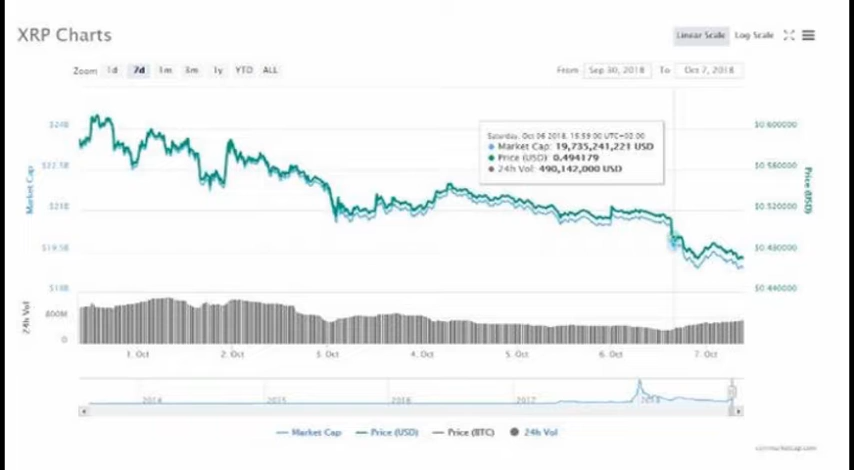 XRP Charts
Linear Scale Log Scale
Zoom 1d 7d 1m 3m 1y YTD ALL
From Sep 30, 2018 To Oct 7, 2018
Saturday, Oct 06 2018, 15:59:00 UTC+02:00
Market Cap: 19,735,241,221 USD
Price (USD): 0.494179
24h Vol: 490,142,000 USD
$24B
$22.5B
$21B
$19.5B
$18B
Market Cap
$0.600000
$0.560000
$0.520000
$0.480000
$0.440000
Price (USD)
24h Vol
800M
0
1. Oct 2. Oct 3. Oct 4. Oct 5. Oct 6. Oct 7. Oct
2014 2015 2016 2017 2018
Market Cap Price (USD) Price (BTC) 24h Vol
coinmarketcap.com